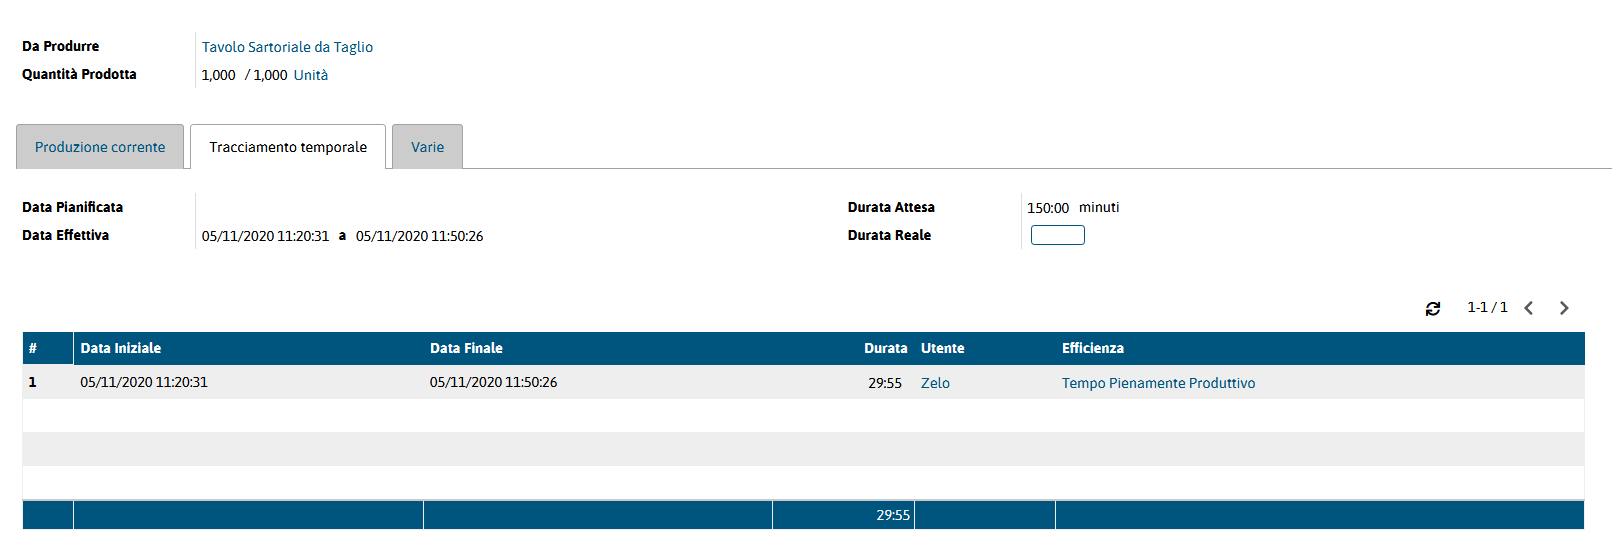 Da Produrre Tavolo Sartoriale da Taglio
Quantità Prodotta 1,000 / 1,000 Unità
Produzione corrente Tracciamento temporale Varie
Data Pianificata Durata Attesa 150:00 minuti
Data Effettiva 05/11/2020 11:20:31 a 05/11/2020 11:50:26 Durata Reale
1-1 / 1
# Data Iniziale Data Finale Durata Utente Efficienza
1 05/11/2020 11:20:31 05/11/2020 11:50:26 29:55 Zelo Tempo Pienamente Produttivo
29:55